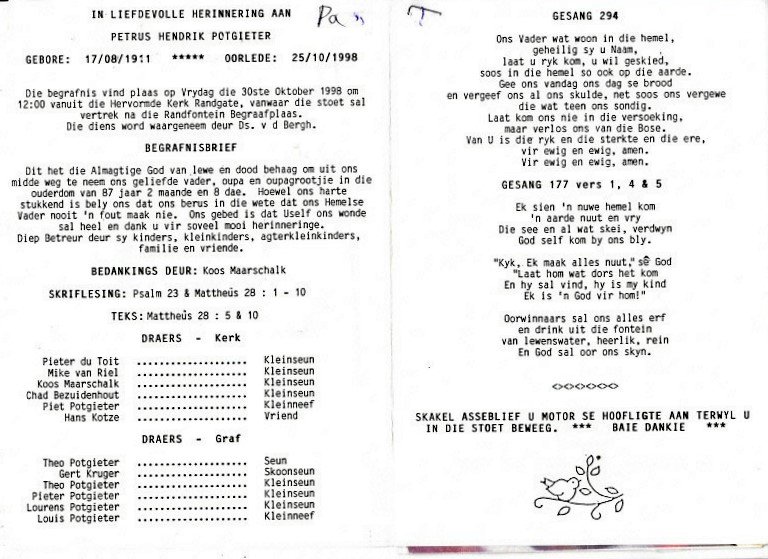 IN LIEFDEVOLLE HERINNERING AAN
Pa
PETRUS HENDRIK POTGIETER
GEBORE: 17/08/1911 ***** OORLEDE: 25/10/1998
Die begrafnis vind plaas op Vrydag die 30ste Oktober 1998 om
12:00 vanuit die Hervormde Kerk Randgate, vanwaar die stoet sal
vertrek na die Randfontein Begraafplaas.
Die diens word waargeneem deur Ds. v d Bergh.
BEGRAFNISBRIEF
Dit het die Almagtige God van lewe en dood behaag om uit ons
midde weg te neem ons geliefde vader, oupa en oupagrootjie in die
ouderdom van 87 jaar 2 maande en 8 dae. Hoewel ons harte
stukkend is bely ons dat ons berus in die wete dat ons Hemelse
Vader nooit 'n fout maak nie. Ons gebed is dat Uself ons wonde
sal heel en dank u vir soveel mooi herinneringe.
Diep Betreur deur sy kinders, kleinkinders, agterkleinkinders,
familie en vriende.
BEDANKINGS DEUR: Koos Maarschalk
SKRIFLESING: Psalm 23 & Mattheüs 28 : 1 - 10
TEKS: Mattheüs 28 : 5 & 10
DRAERS - Kerk
Pieter du Toit .................... Kleinseun
Mike van Riel .................... Kleinseun
Koos Maarschalk .................... Kleinseun
Chad Bezuidenhout .................... Kleinseun
Piet Potgieter .................... Kleinneef
Hans Kotze .................... Vriend
DRAERS - Graf
Theo Potgieter .................... Seun
Gert Kruger .................... Skoonseun
Theo Potgieter .................... Kleinseun
Pieter Potgieter .................... Kleinseun
Lourens Potgieter .................... Kleinseun
Louis Potgieter .................... Kleinneef
GESANG 294
Ons Vader wat woon in die hemel,
geheilig sy u Naam,
laat u ryk kom, u wil geskied,
soos in die hemel so ook op die aarde.
Gee ons vandag ons dag se brood
en vergeef ons al ons skulde, net soos ons vergewe
die wat teen ons sondig.
Laat kom ons nie in die versoeking,
maar verlos ons van die Bose.
Van U is die ryk en die sterkte en die ere,
vir ewig en ewig, amen.
Vir ewig en ewig, amen.
GESANG 177 vers 1, 4 & 5
Ek sien 'n nuwe hemel kom
'n aarde nuut en vry
Die see en al wat skei, verdwyn
God self kom by ons bly.
"Kyk, Ek maak alles nuut," sê God
"Laat hom wat dors het kom
En hy sal vind, hy is my kind
Ek is 'n God vir hom!"
Oorwinnaars sal ons alles erf
en drink uit die fontein
van lewenswater, heerlik, rein
En God sal oor ons skyn.
<><><><><><>
SKAKEL ASSEBLIEF U MOTOR SE HOOFLIGTE AAN TERWYL U
IN DIE STOET BEWEEG. *** BAIE DANKIE ***